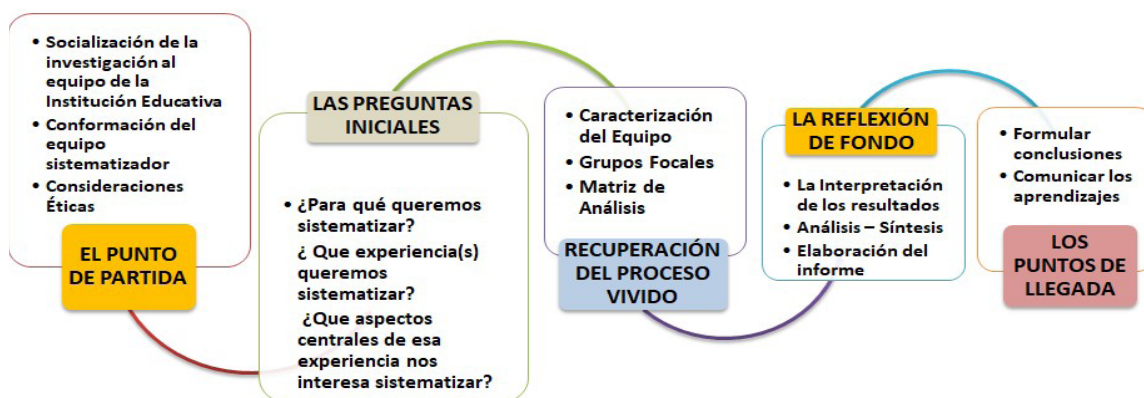 • Socialización de la
investigación al
equipo de la
Institución Educativa
• Conformación del
equipo
sistematizador
• Consideraciones
Éticas
EL PUNTO
DE PARTIDA
LAS PREGUNTAS
INICIALES
• ¿Para qué queremos
sistematizar?
¿ Que experiencia(s)
queremos
sistematizar?
¿Que aspectos
centrales de esa
experiencia nos
interesa sistematizar?
• Caracterización
del Equipo
• Grupos Focales
• Matriz de
Análisis
RECUPERACIÓN
DEL PROCESO
VIVIDO
LA REFLEXIÓN
DE FONDO
• La Interpretación
de los resultados
• Análisis – Síntesis
• Elaboración del
informe
• Formular
conclusiones
• Comunicar los
aprendizajes
LOS
PUNTOS DE
LLEGADA